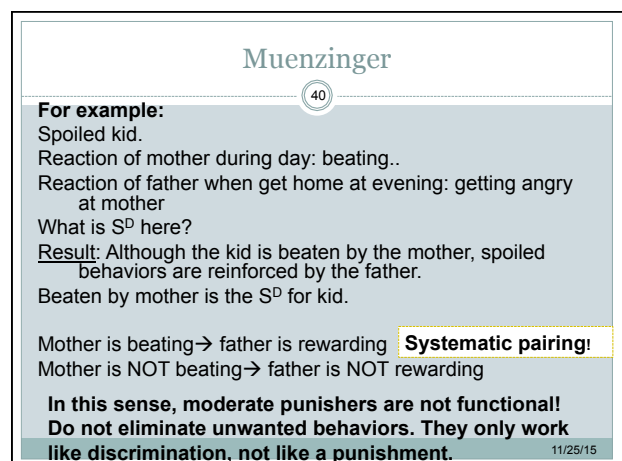 Muenzinger
40
For example:
Spoiled kid.
Reaction of mother during day: beating..
Reaction of father when get home at evening: getting angry
at mother
What is Sᴰ here?
Result: Although the kid is beaten by the mother, spoiled
behaviors are reinforced by the father.
Beaten by mother is the Sᴰ for kid.
Mother is beating→ father is rewarding Systematic pairing!
Mother is NOT beating→ father is NOT rewarding
In this sense, moderate punishers are not functional!
Do not eliminate unwanted behaviors. They only work
like discrimination, not like a punishment.
11/25/15